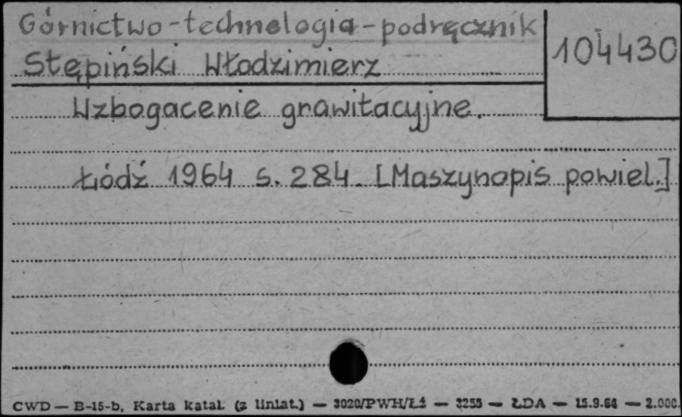 Górnictwo-technologia-podręcznik
104430
Stępiński Włodzimierz
Wzbogacenie grawitacyjne.
Łódź 1964 s. 284. [Maszynopis powiel.]
CWD — B-15-b, Karta katal. (z liniat.) — 3020/PWH/Łź — 3255 — ŁDA — 15.9.64 — 2.000.